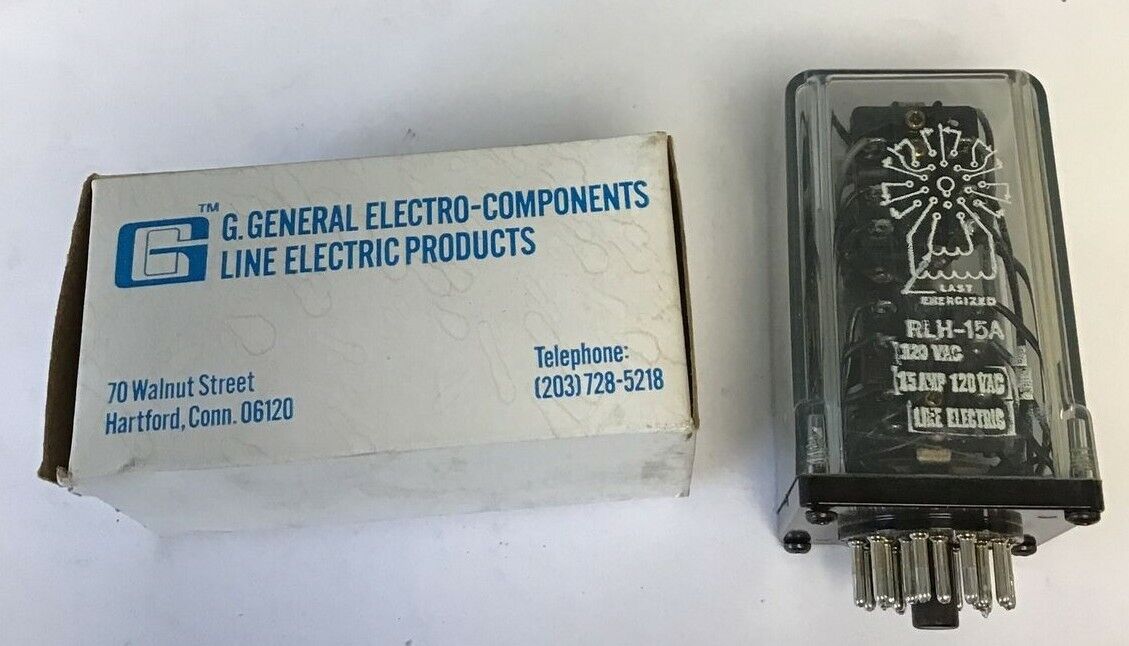 G
TM
G. GENERAL ELECTRO-COMPONENTS
LINE ELECTRIC PRODUCTS
70 Walnut Street
Hartford, Conn. 06120
Telephone:
(203) 728-5218
LAST
ENERGIZED
RLH-15A
120 VAC
15 AMP 120 VAC
LINE ELECTRIC